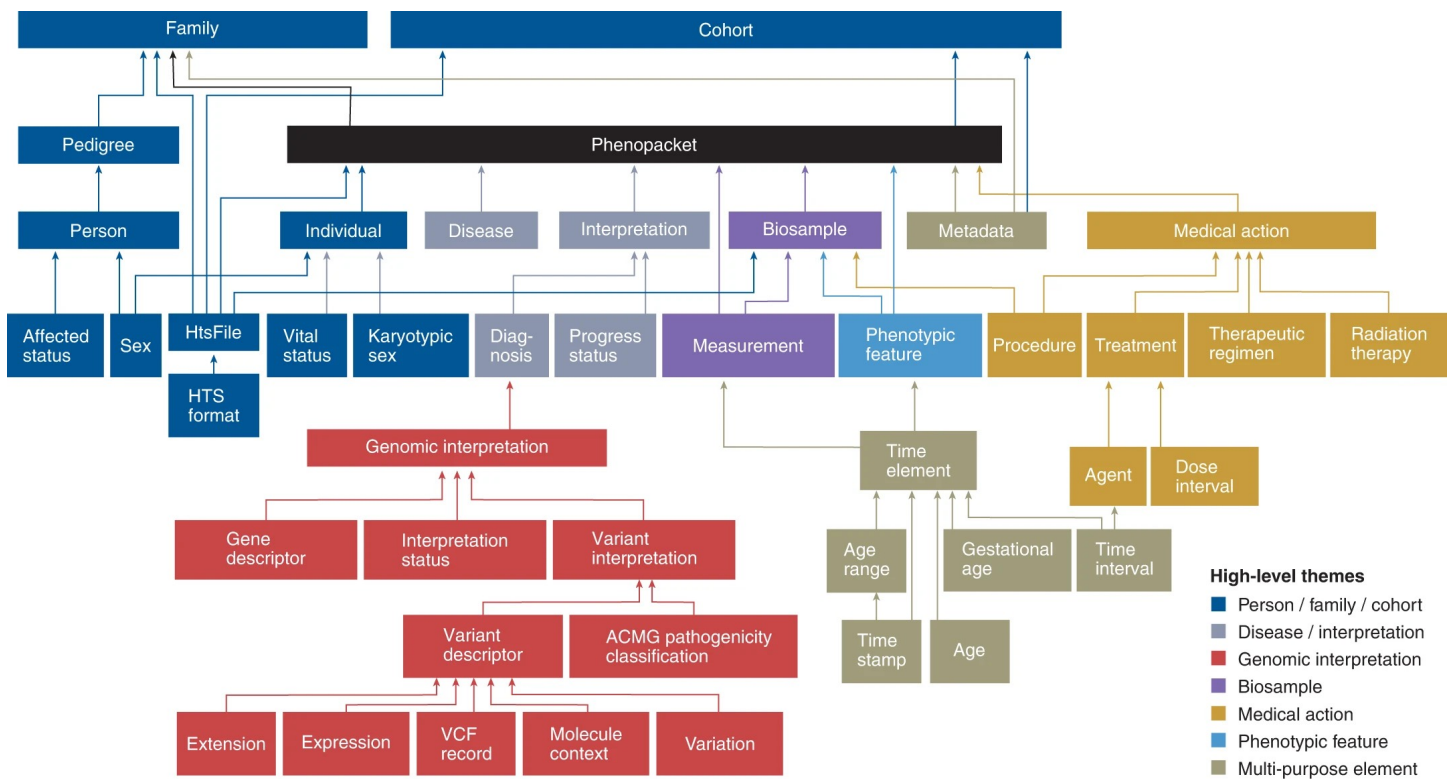 Family
Cohort
Pedigree
Phenopacket
Person
Individual
Disease
Interpretation
Biosample
Metadata
Medical action
Affected
status
Sex
HtsFile
Vital
status
Karyotypic
sex
Diag-
nosis
Progress
status
Measurement
Phenotypic
feature
Procedure
Treatment
Therapeutic
regimen
Radiation
therapy
HTS
format
Genomic interpretation
Time
element
Agent
Dose
interval
Gene
descriptor
Interpretation
status
Variant
interpretation
Age
range
Gestational
age
Time
interval
Variant
descriptor
ACMG pathogenicity
classification
Time
stamp
Age
Extension
Expression
VCF
record
Molecule
context
Variation
High-level themes
Person / family / cohort
Disease / interpretation
Genomic interpretation
Biosample
Medical action
Phenotypic feature
Multi-purpose element